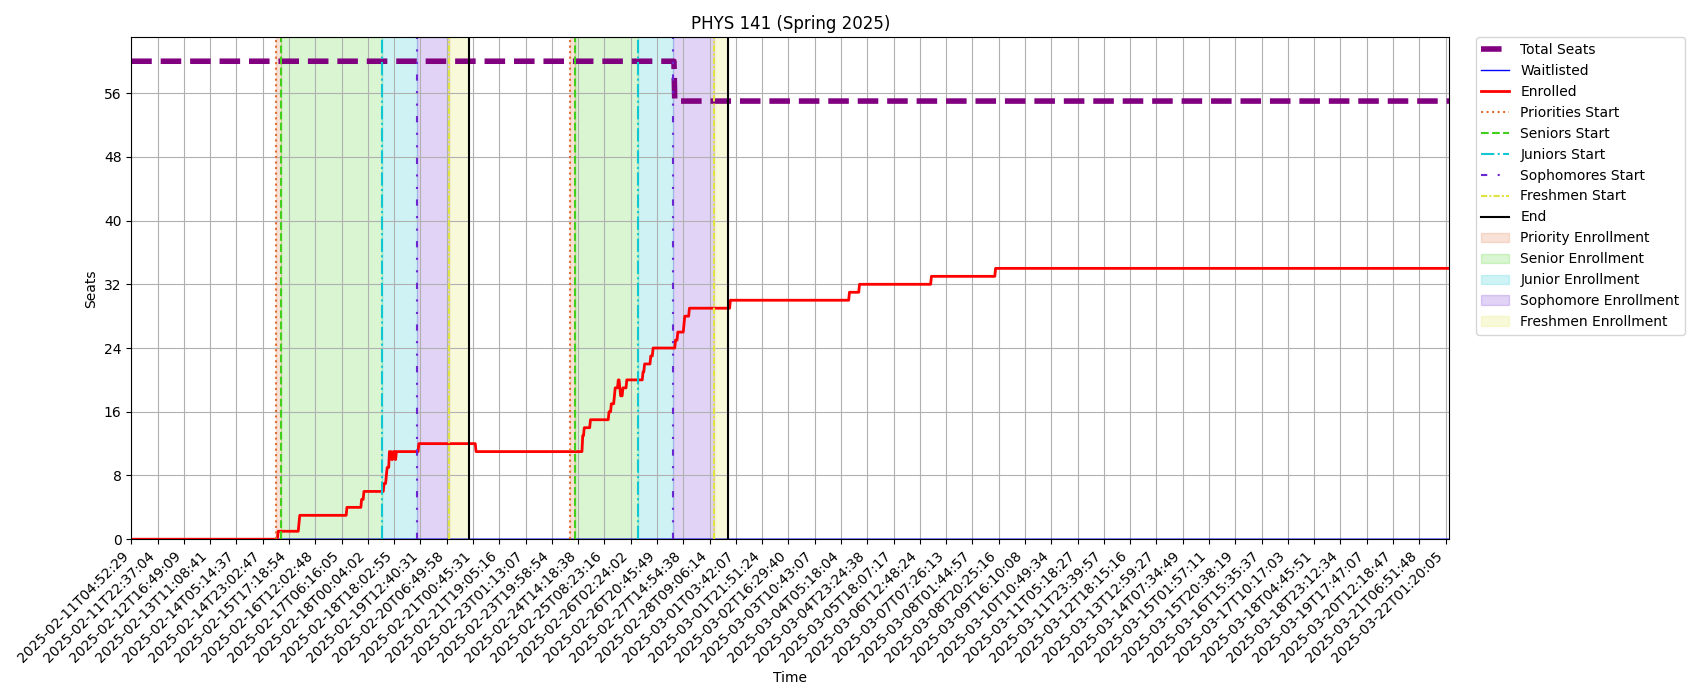 PHYS 141 (Spring 2025)
Seats
56
48
40
32
24
16
8
0
2025-02-11T04:52:29
2025-02-11T22:37:04
2025-02-12T16:49:09
2025-02-13T11:08:41
2025-02-14T05:14:37
2025-02-14T23:02:47
2025-02-15T17:18:54
2025-02-16T12:02:48
2025-02-17T06:16:05
2025-02-18T00:04:02
2025-02-18T18:02:55
2025-02-19T12:40:31
2025-02-20T06:49:58
2025-02-21T00:45:31
2025-02-21T19:05:16
2025-02-23T01:13:07
2025-02-23T19:58:54
2025-02-24T14:18:38
2025-02-25T08:23:16
2025-02-26T02:24:02
2025-02-26T20:45:49
2025-02-27T14:54:38
2025-02-28T09:06:14
2025-03-01T03:42:07
2025-03-01T21:51:24
2025-03-02T16:29:40
2025-03-03T10:43:07
2025-03-04T05:18:04
2025-03-04T23:24:38
2025-03-05T18:07:17
2025-03-06T12:48:24
2025-03-07T07:26:13
2025-03-08T01:44:57
2025-03-08T20:25:16
2025-03-09T16:10:08
2025-03-10T10:49:34
2025-03-11T05:18:27
2025-03-11T23:39:57
2025-03-12T18:15:16
2025-03-13T12:59:27
2025-03-14T07:34:49
2025-03-15T01:57:11
2025-03-15T20:38:19
2025-03-16T15:35:37
2025-03-17T10:17:03
2025-03-18T04:45:51
2025-03-18T23:12:34
2025-03-19T17:47:07
2025-03-20T12:18:47
2025-03-21T06:51:48
2025-03-22T01:20:05
Time
Total Seats
Waitlisted
Enrolled
Priorities Start
Seniors Start
Juniors Start
Sophomores Start
Freshmen Start
End
Priority Enrollment
Senior Enrollment
Junior Enrollment
Sophomore Enrollment
Freshmen Enrollment